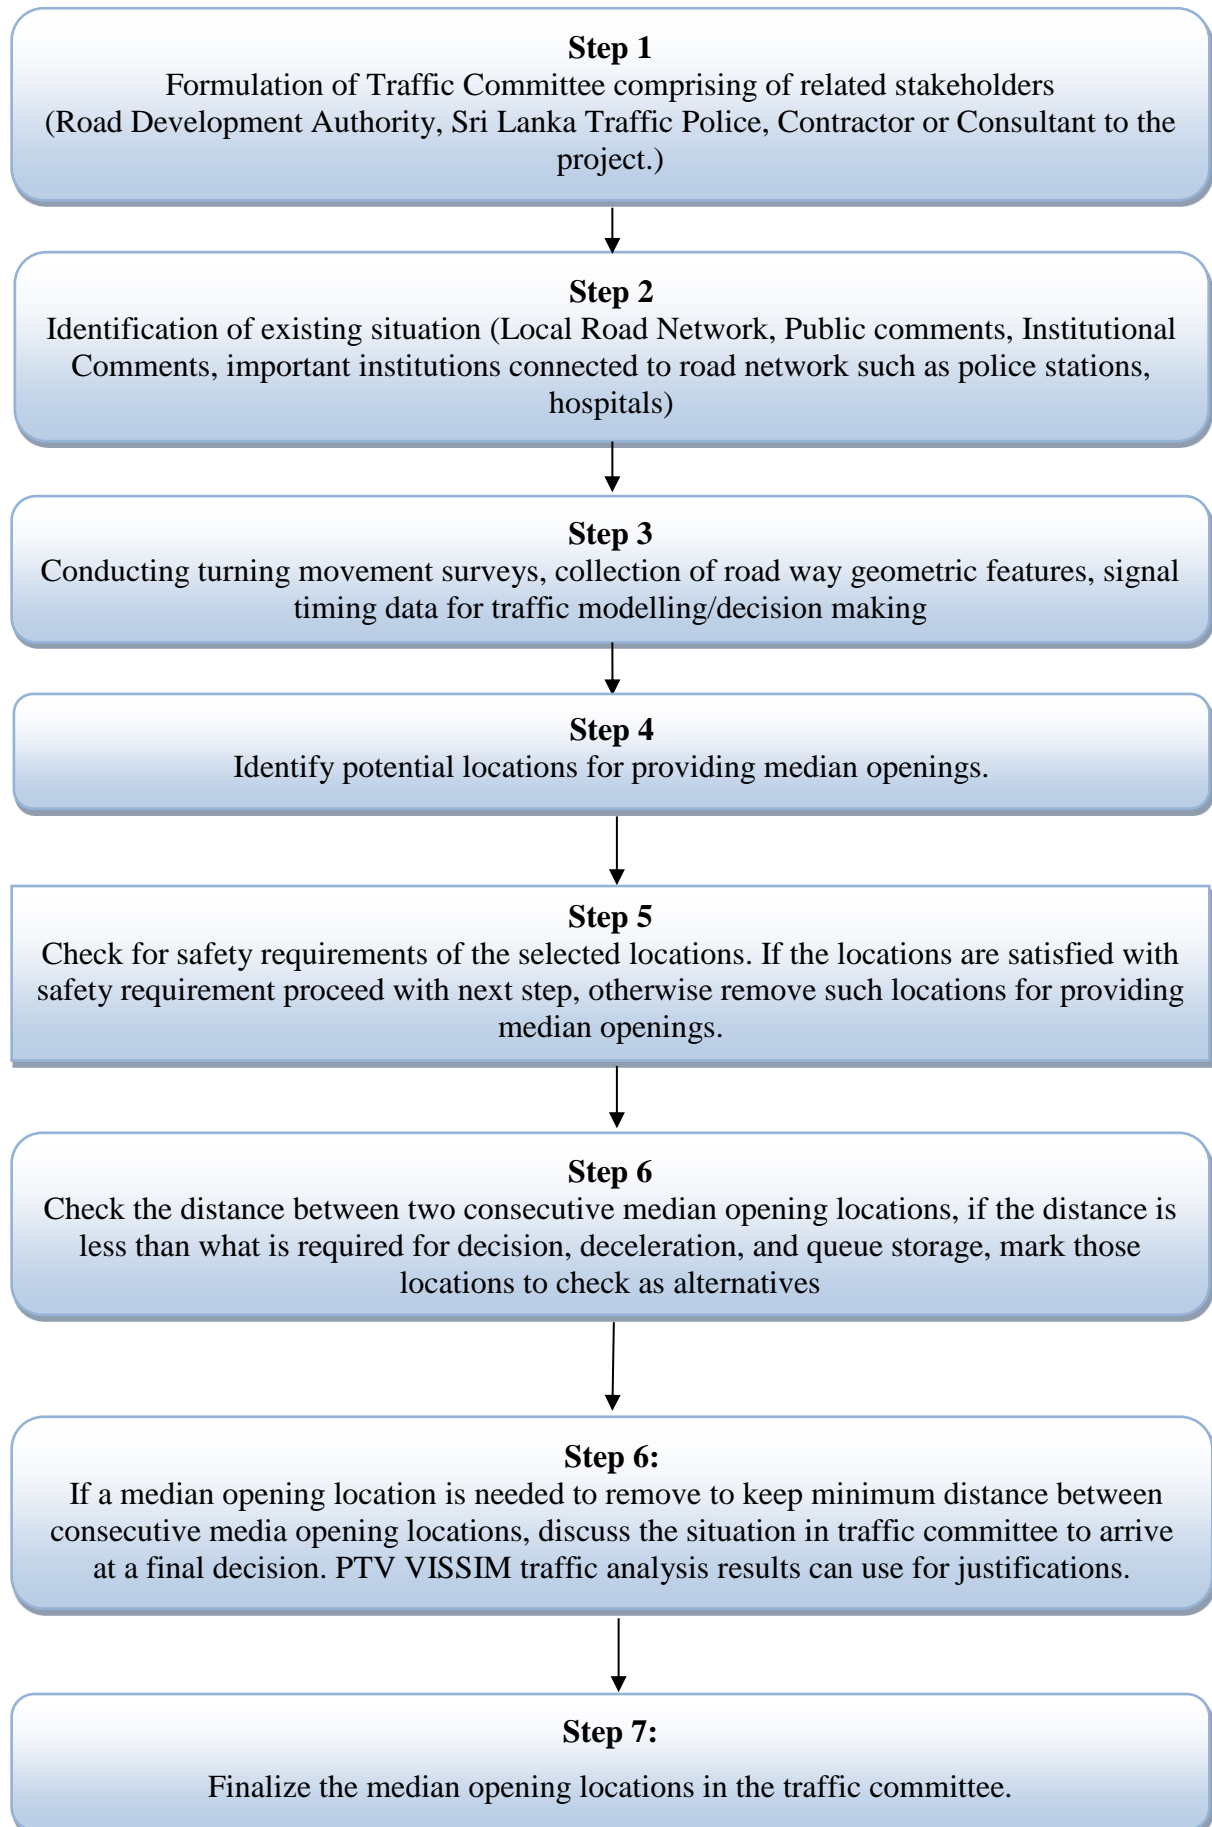 Step 1
Formulation of Traffic Committee comprising of related stakeholders
(Road Development Authority, Sri Lanka Traffic Police, Contractor or Consultant to the
project.)
Step 2
Identification of existing situation (Local Road Network, Public comments, Institutional
Comments, important institutions connected to road network such as police stations,
hospitals)
Step 3
Conducting turning movement surveys, collection of road way geometric features, signal
timing data for traffic modelling/decision making
Step 4
Identify potential locations for providing median openings.
Step 5
Check for safety requirements of the selected locations. If the locations are satisfied with
safety requirement proceed with next step, otherwise remove such locations for providing
median openings.
Step 6
Check the distance between two consecutive median opening locations, if the distance is
less than what is required for decision, deceleration, and queue storage, mark those
locations to check as alternatives
Step 6:
If a median opening location is needed to remove to keep minimum distance between
consecutive media opening locations, discuss the situation in traffic committee to arrive
at a final decision. PTV VISSIM traffic analysis results can use for justifications.
Step 7:
Finalize the median opening locations in the traffic committee.